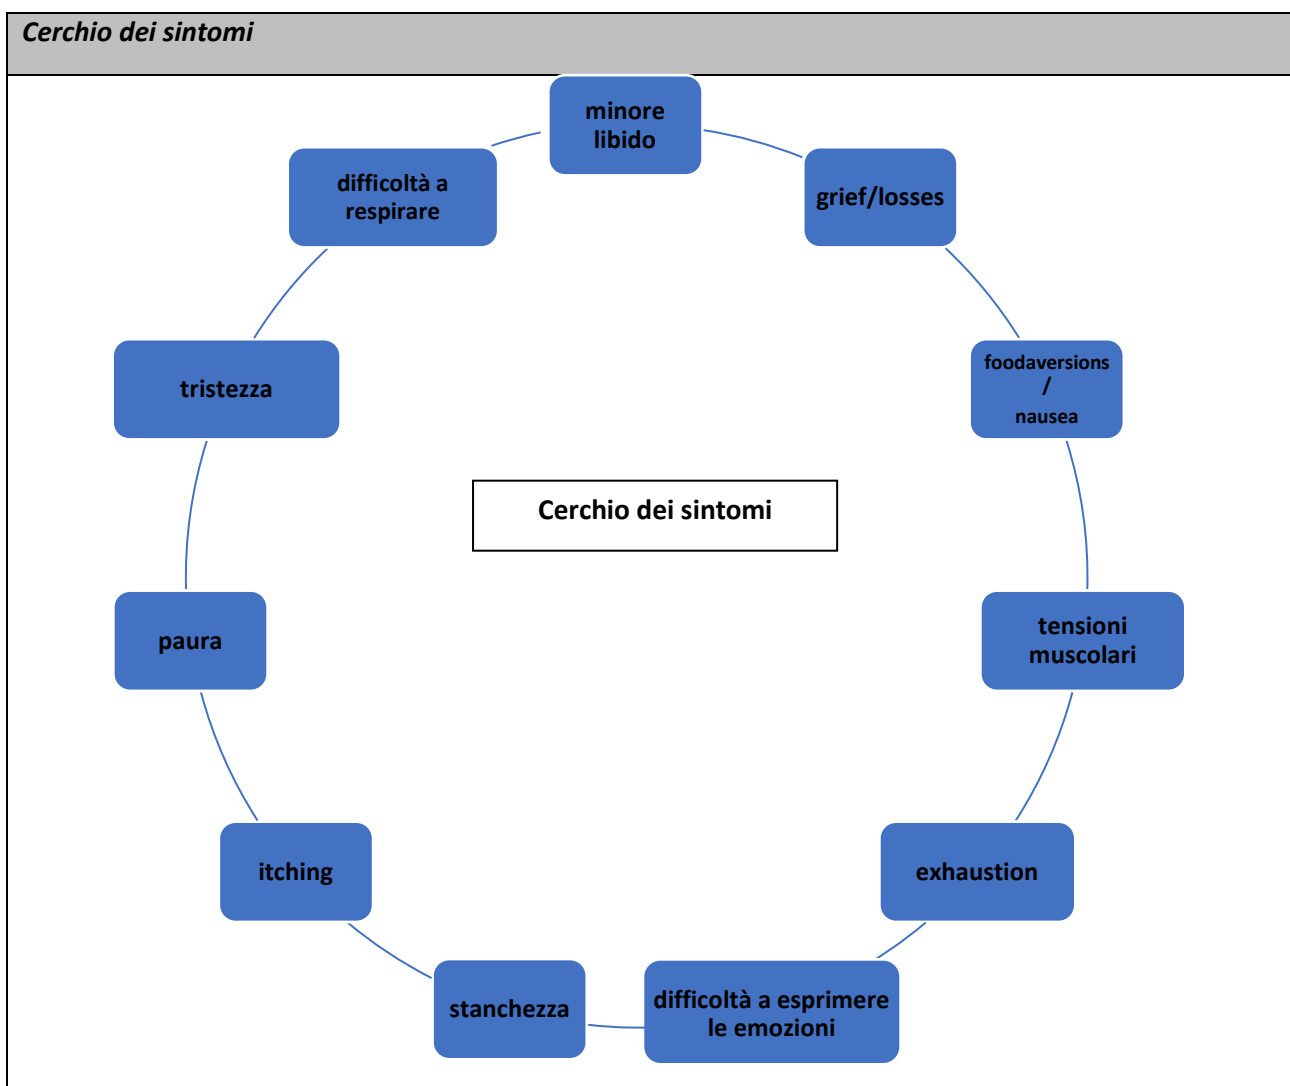 Cerchio dei sintomi
minore
libido
grief/losses
foodaversions
/
nausea
tensioni
muscolari
exhaustion
difficoltà a esprimere
le emozioni
stanchezza
itching
paura
tristezza
difficoltà a
respirare
Cerchio dei sintomi